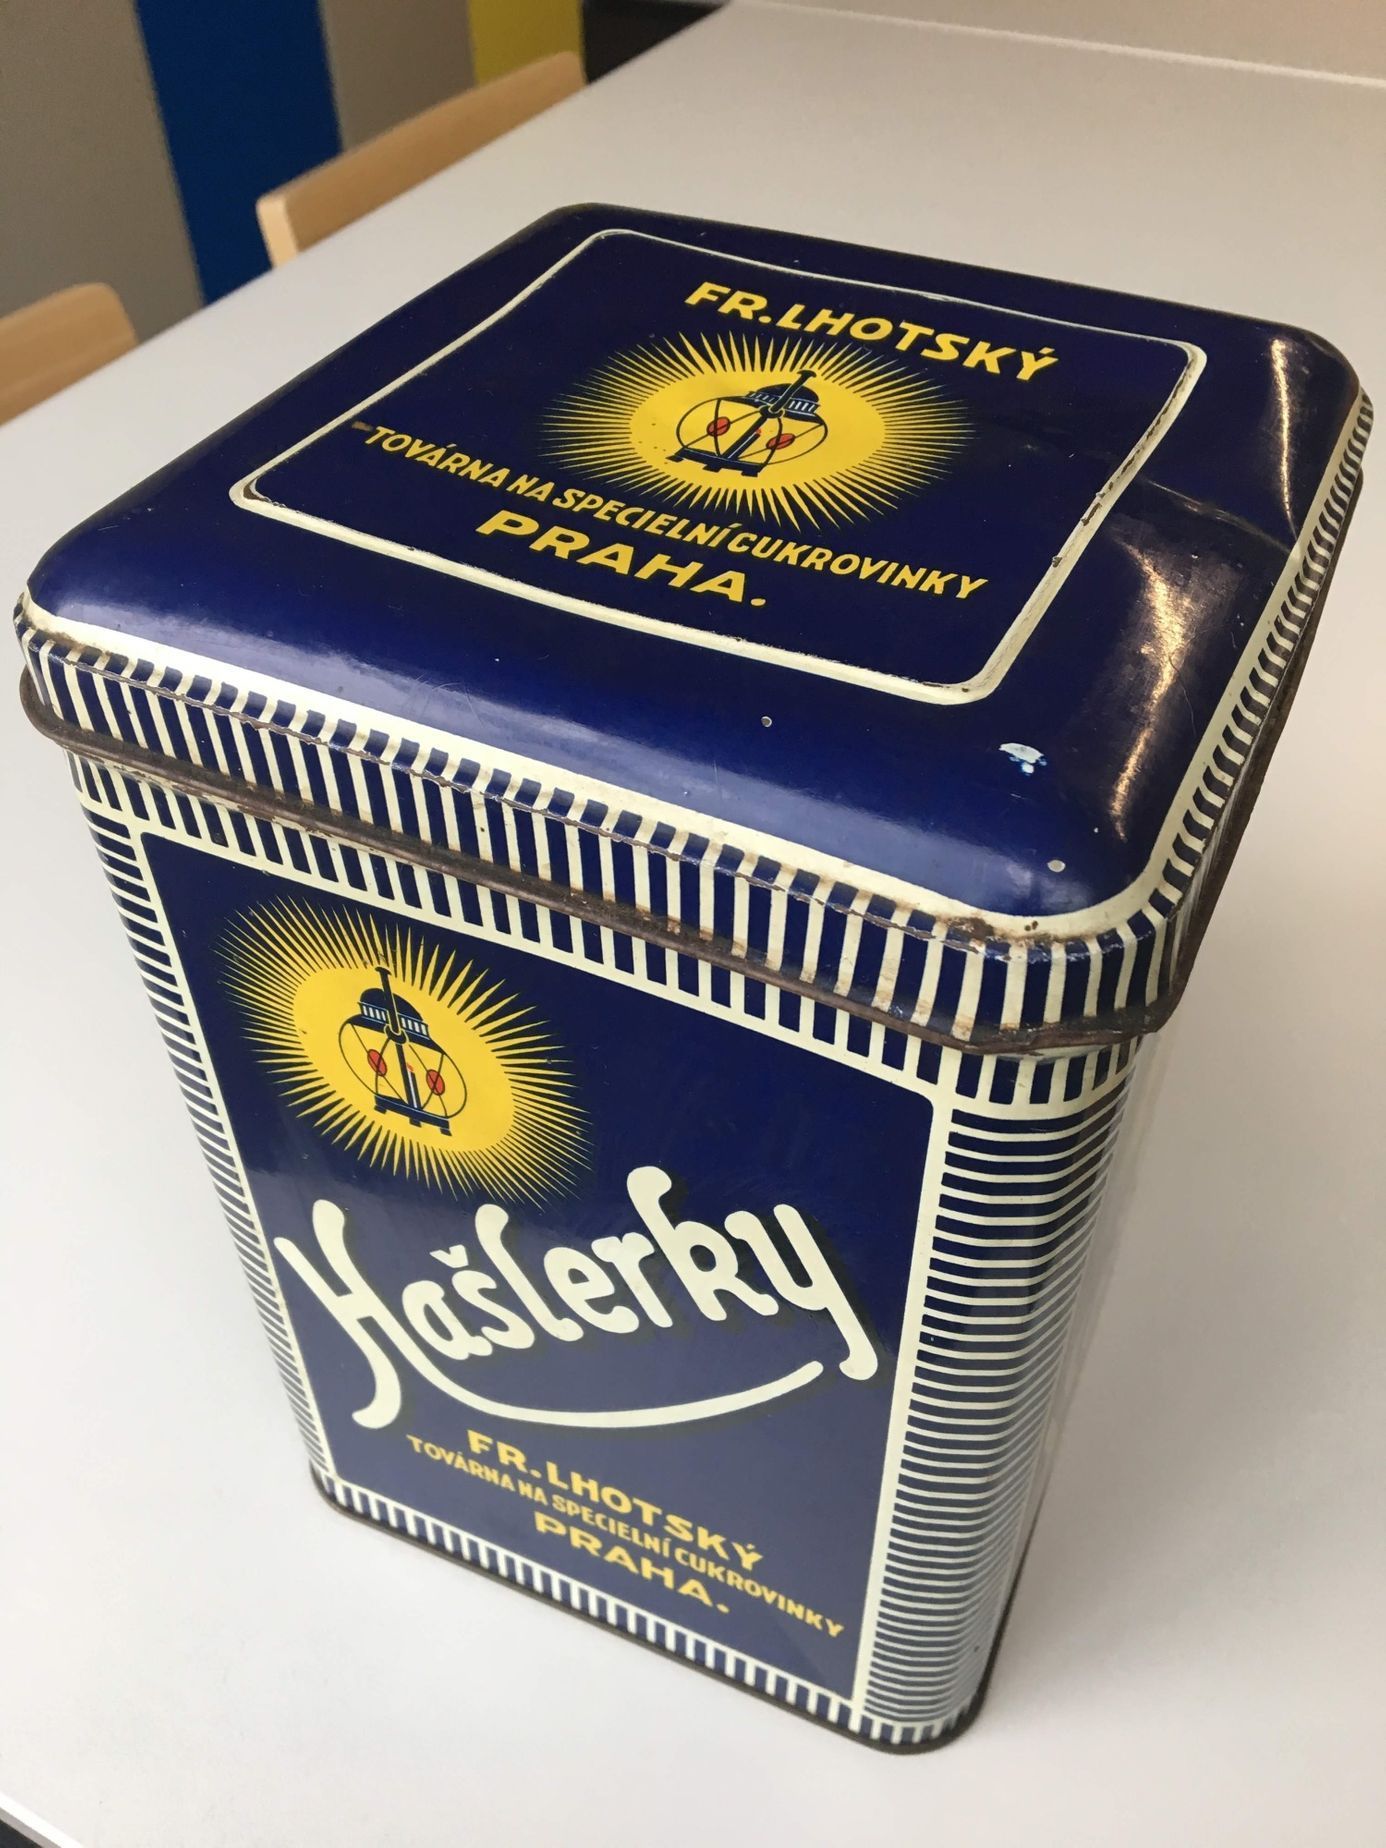 FR. LHOTSKÝ
TOVÁRNA NA SPECIELNÍ CUKROVINKY
PRAHA.
Hašlerky
FR. LHOTSKÝ
TOVÁRNA NA SPECIELNÍ CUKROVINKY
PRAHA.